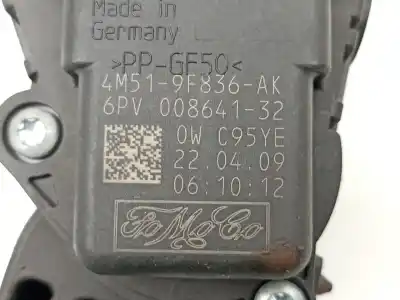 Made in
Germany
>PP-GF50<
4M51-9F836-AK
6PV 008641-32
0W C95YE
22.04.09
06:10:12
FoMoCo